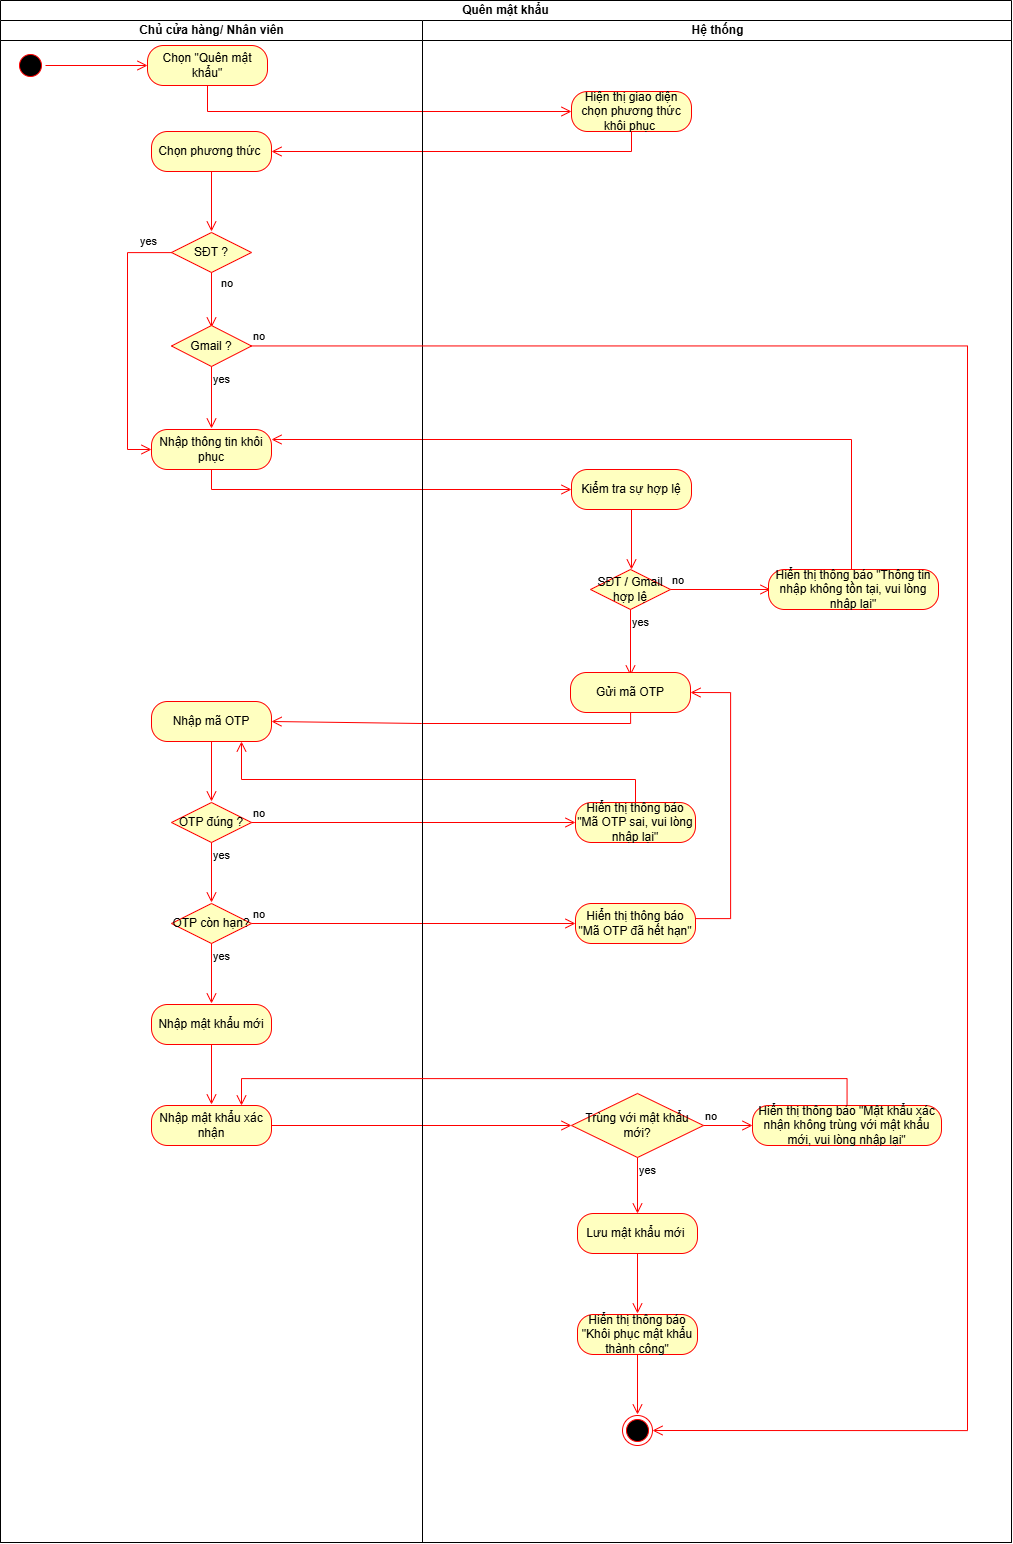 Quên mật khẩu
Chủ cửa hàng/ Nhân viên
Hệ thống
Chọn "Quên mật
khẩu"
Hiện thị giao diện
chọn phương thức
khôi phục
Chọn phương thức
yes
SĐT ?
no
Gmail ?
no
yes
Nhập thông tin khôi
phục
Kiểm tra sự hợp lệ
SĐT / Gmail
hợp lệ
no
Hiển thị thông báo "Thông tin
nhập không tồn tại, vui lòng
nhập lại"
yes
Gửi mã OTP
Nhập mã OTP
OTP đúng ?
no
Hiển thị thông báo
"Mã OTP sai, vui lòng
nhập lại"
yes
OTP còn hạn?
no
Hiển thị thông báo
"Mã OTP đã hết hạn"
yes
Nhập mật khẩu mới
Nhập mật khẩu xác
nhận
Trùng với mật khẩu
mới?
no
Hiển thị thông báo "Mật khẩu xác
nhận không trùng với mật khẩu
mới, vui lòng nhập lại"
yes
Lưu mật khẩu mới
Hiển thị thông báo
"Khôi phục mật khẩu
thành công"